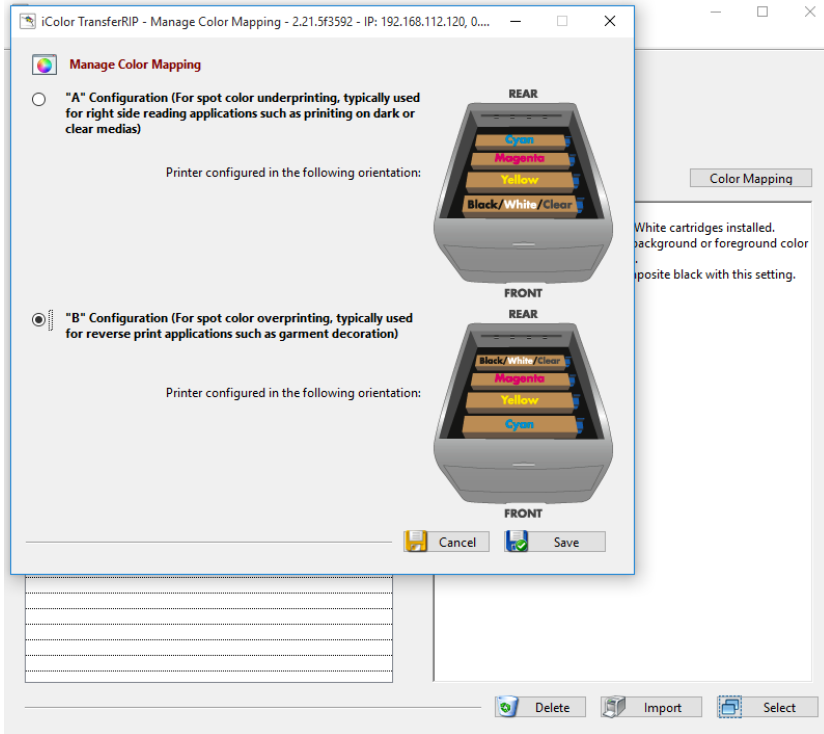 iColor TransferRIP - Manage Color Mapping - 2.21.5f3592 - IP: 192.168.112.120, 0....
Manage Color Mapping
"A" Configuration (For spot color underprinting, typically used
for right side reading applications such as priniting on dark or
clear medias)
Printer configured in the following orientation:
REAR
Cyan
Magenta
Yellow
Black/White/Clear
FRONT
"B" Configuration (For spot color overprinting, typically used
for reverse print applications such as garment decoration)
Printer configured in the following orientation:
REAR
Black/White/Clear
Magenta
Yellow
Cyan
FRONT
Cancel
Save
Color Mapping
White cartridges installed.
or foreground color
black with this setting.
Delete
Import
Select